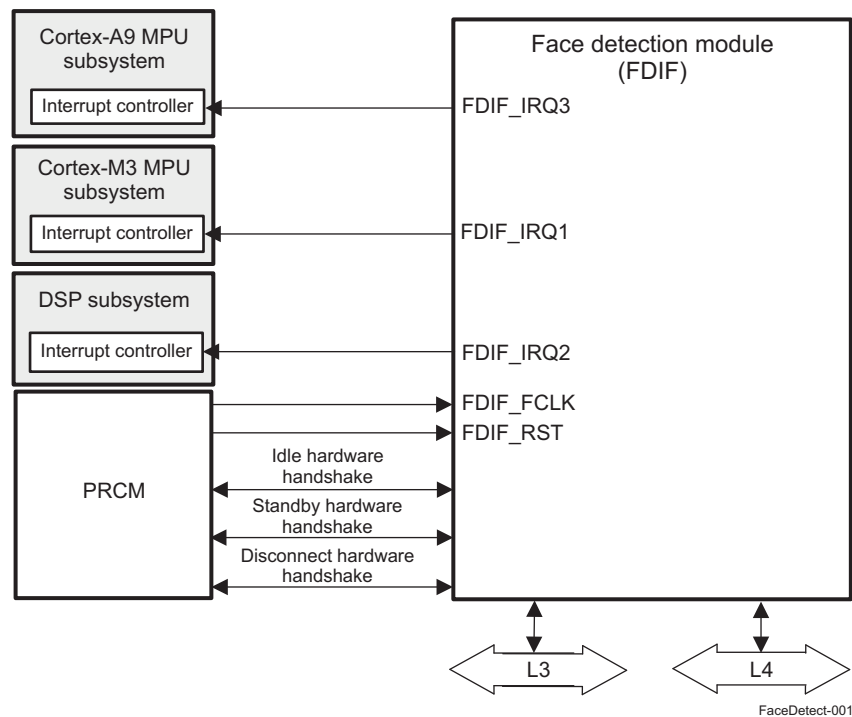 Cortex-A9 MPU
subsystem
Interrupt controller
Cortex-M3 MPU
subsystem
Interrupt controller
DSP subsystem
Interrupt controller
PRCM
Idle hardware
handshake
Standby hardware
handshake
Disconnect hardware
handshake
Face detection module
(FDIF)
FDIF_IRQ3
FDIF_IRQ1
FDIF_IRQ2
FDIF_FCLK
FDIF_RST
L3
L4
FaceDetect-001